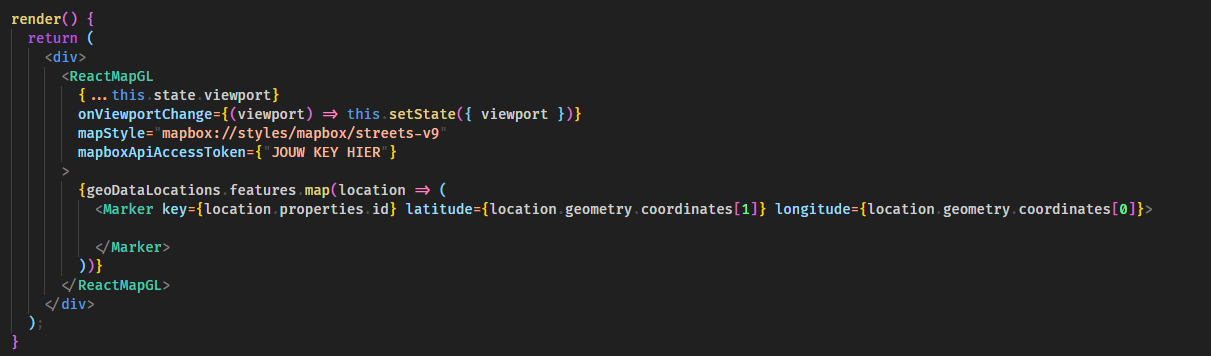 render() {
  return (
    <div>
      <ReactMapGL
        {...this.state.viewport}
        onViewportChange={(viewport) => this.setState({ viewport })}
        mapStyle="mapbox://styles/mapbox/streets-v9"
        mapboxApiAccessToken={"JOUW KEY HIER"}
      >
        {geoDataLocations.features.map(location => (
          <Marker key={location.properties.id} latitude={location.geometry.coordinates[1]} longitude={location.geometry.coordinates[0]}>
          </Marker>
        ))}
      </ReactMapGL>
    </div>
  );
}